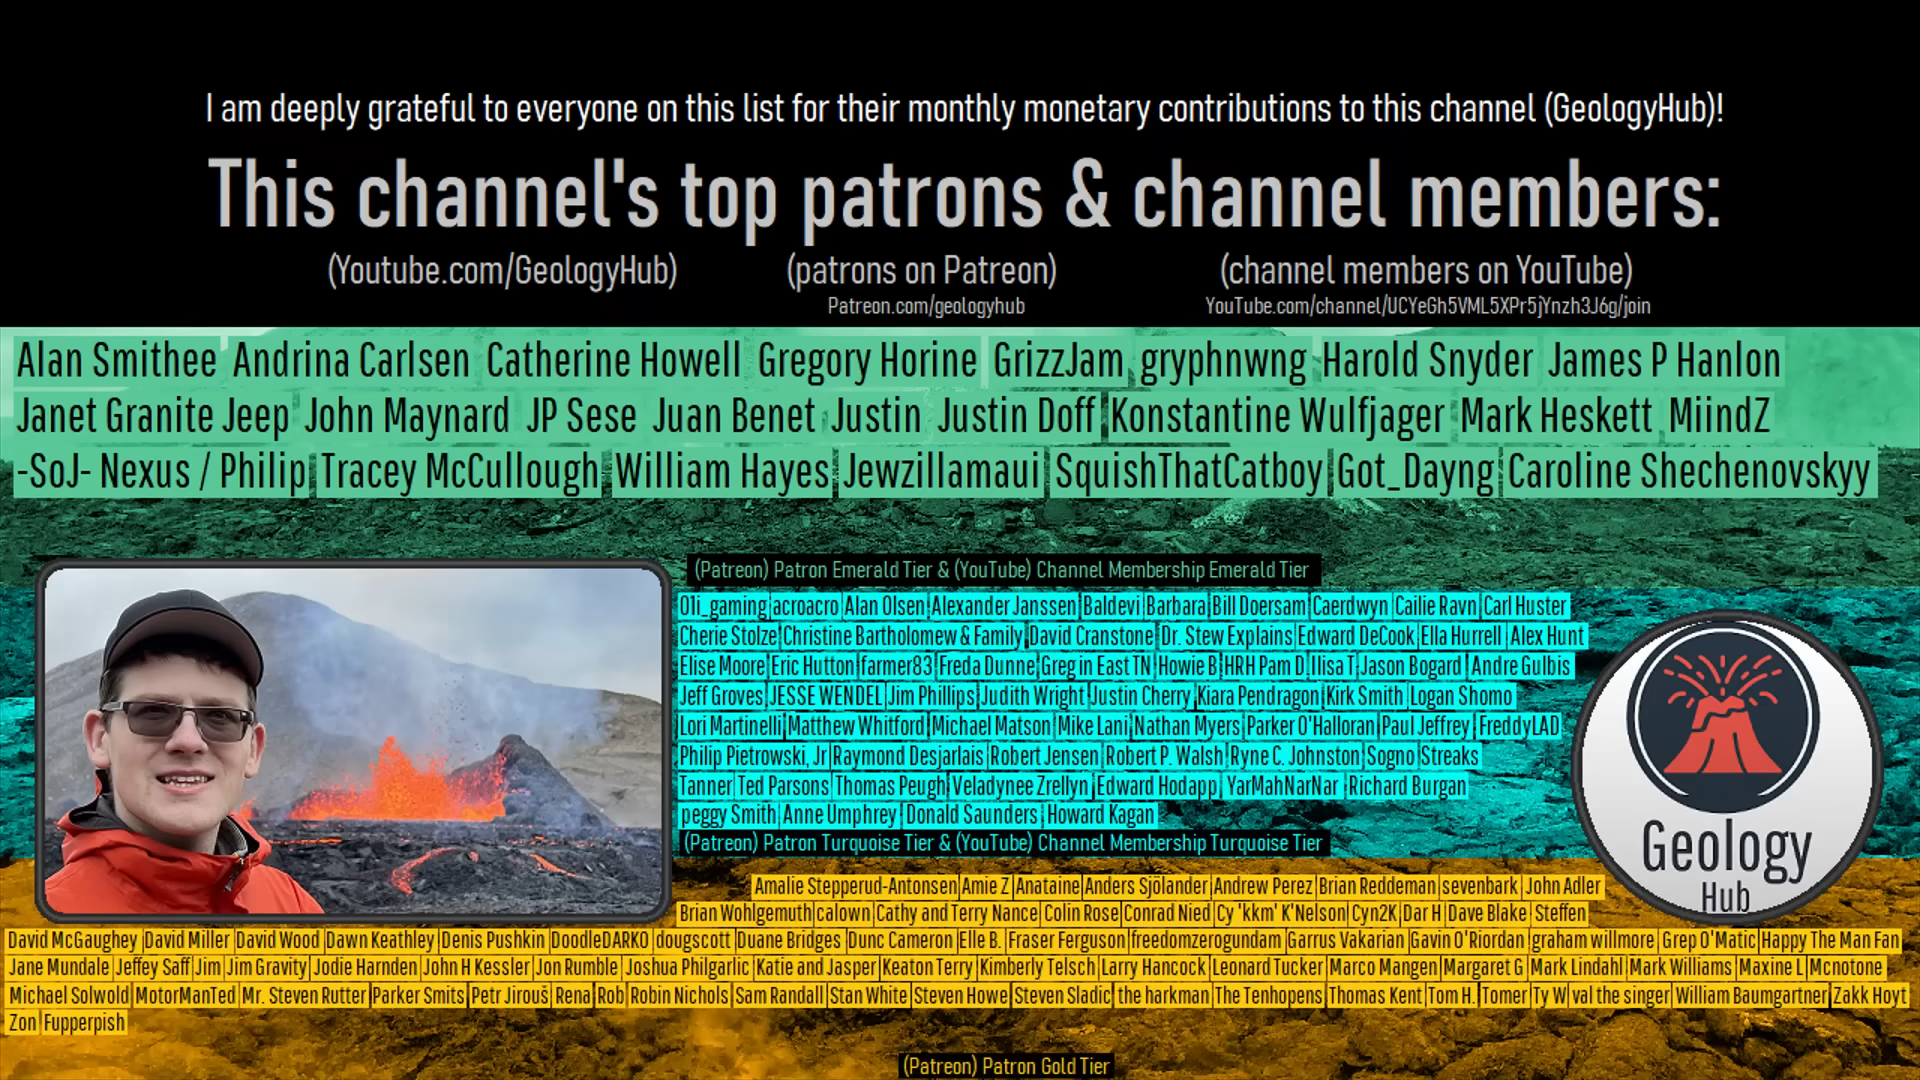 I am deeply grateful to everyone on this list for their monthly monetary contributions to this channel (GeologyHub)!
This channel's top patrons & channel members:
(Youtube.com/GeologyHub) (patrons on Patreon) (channel members on YouTube)
Patreon.com/geologyhub YouTube.com/channel/UCYeGh5VML5XPr5jYnzh3J6g/join
Alan Smithee Andrina Carlsen Catherine Howell Gregory Horine GrizzJam gryphnwng Harold Snyder James P Hanlon
Janet Granite Jeep John Maynard JP Sese Juan Benet Justin Justin Doff Konstantine Wulfjager Mark Heskett MiindZ
-SoJ- Nexus / Philip Tracey McCullough William Hayes Jewzillamaui SquishThatCatboy Got_Dayng Caroline Shechenovskyy
(Patreon) Patron Emerald Tier & (YouTube) Channel Membership Emerald Tier
01i_gaming acroacro Alan Olsen Alexander Janssen Baldevi Barbara Bill Doersam Caerdwyn Cailie Ravn Carl Huster
Cherie Stolze Christine Bartholomew & Family David Cranstone Dr. Stew Explains Edward DeCook Ella Hurrell Alex Hunt
Elise Moore Eric Hutton farmer83 Freda Dunne Greg in East TN Howie B HRH Pam D Ilisa T Jason Bogard Andre Gulbis
Jeff Groves JESSE WENDEL Jim Phillips Judith Wright Justin Cherry Kiara Pendragon Kirk Smith Logan Shomo
Lori Martinelli Matthew Whitford Michael Matson Mike Lani Nathan Myers Parker O'Halloran Paul Jeffrey FreddyLAD
Philip Pietrowski, Jr Raymond Desjarlais Robert Jensen Robert P. Walsh Ryne C. Johnston Sogno Streaks
Tanner Ted Parsons Thomas Peugh Veladynee Zrellyn Edward Hodapp YarMahNarNar Richard Burgan
peggy Smith Anne Umphrey Donald Saunders Howard Kagan
(Patreon) Patron Turquoise Tier & (YouTube) Channel Membership Turquoise Tier
Geology
Hub
Amalie Stepperud-Antonsen Amie Z Anataine Anders Sjölander Andrew Perez Brian Reddeman sevenbark John Adler
Brian Wohlgemuth calown Cathy and Terry Nance Colin Rose Conrad Nied Cy 'kkm' K'Nelson Cyn2K Dar H Dave Blake Steffen
David McGaughey David Miller David Wood Dawn Keathley Denis Pushkin DoodleDARKO dougscott Duane Bridges Dunc Cameron Elle B. Fraser Ferguson freedomzerogundam Garrus Vakarian Gavin O'Riordan graham willmore Grep O'Matic Happy The Man Fan
Jane Mundale Jeffey Saff Jim Jim Gravity Jodie Harnden John H Kessler Jon Rumble Joshua Philgarlic Katie and Jasper Keaton Terry Kimberly Telsch Larry Hancock Leonard Tucker Marco Mangen Margaret G Mark Lindahl Mark Williams Maxine L Mcnotone
Michael Solwold MotorManTed Mr. Steven Rutter Parker Smits Petr Jirouš Rena Rob Robin Nichols Sam Randall Stan White Steven Howe Steven Sladic the harkman The Tenhopens Thomas Kent Tom H. Tomer Ty W val the singer William Baumgartner Zakk Hoyt
Zon Fupperpish
(Patreon) Patron Gold Tier